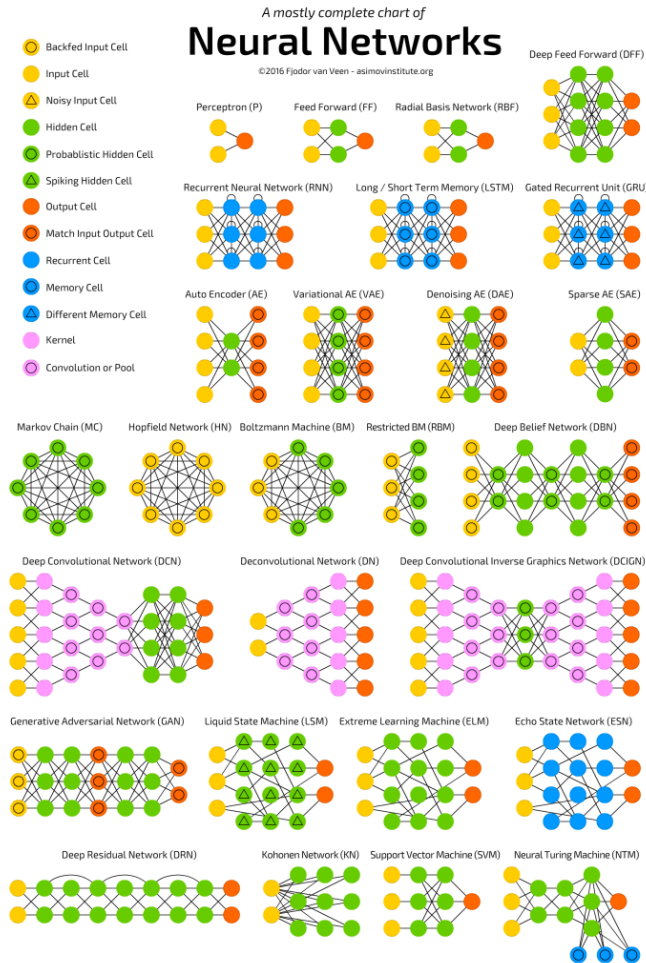 A mostly complete chart of
Neural Networks
©2016 Fjodor van Veen - asimovinstitute.org
Backfed Input Cell
Input Cell
Noisy Input Cell
Hidden Cell
Probablistic Hidden Cell
Spiking Hidden Cell
Output Cell
Match Input Output Cell
Recurrent Cell
Memory Cell
Different Memory Cell
Kernel
Convolution or Pool
Deep Feed Forward (DFF)
Perceptron (P)
Feed Forward (FF)
Radial Basis Network (RBF)
Recurrent Neural Network (RNN)
Long / Short Term Memory (LSTM)
Gated Recurrent Unit (GRU)
Auto Encoder (AE)
Variational AE (VAE)
Denoising AE (DAE)
Sparse AE (SAE)
Markov Chain (MC)
Hopfield Network (HN)
Boltzmann Machine (BM)
Restricted BM (RBM)
Deep Belief Network (DBN)
Deep Convolutional Network (DCN)
Deconvolutional Network (DN)
Deep Convolutional Inverse Graphics Network (DCIGN)
Generative Adversarial Network (GAN)
Liquid State Machine (LSM)
Extreme Learning Machine (ELM)
Echo State Network (ESN)
Deep Residual Network (DRN)
Kohonen Network (KN)
Support Vector Machine (SVM)
Neural Turing Machine (NTM)